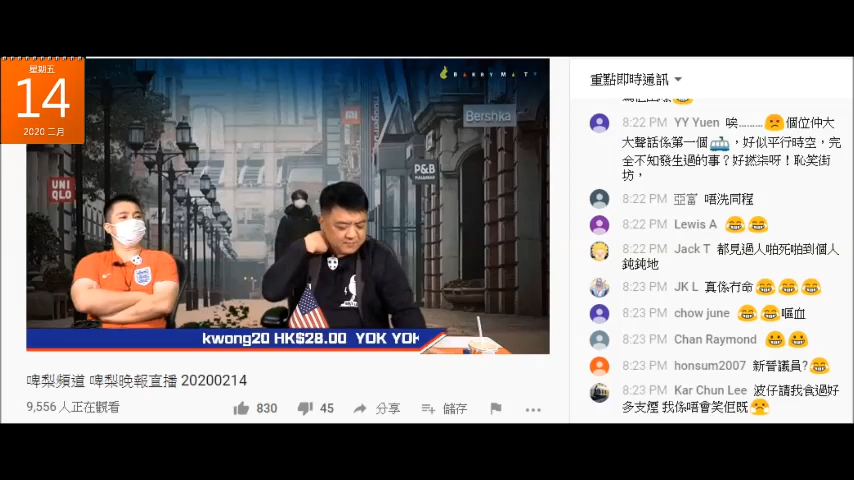 星期五
14
2020 二月
BARRYMATT
Bershka
P&B
UNI
QLO
kwong20 HK$28.00 YOK YOK
啤梨頻道 啤梨晚報直播 20200214
9,556 人正在觀看
830
45
分享
儲存
重點即時通訊
8:22 PM YY Yuen 唉………個位仲大
大聲話係第一個，好似平行時空，完
全不知發生過的事？好撚柒呀！恥笑街
坊，
8:22 PM 亞富 唔洗同程
8:22 PM Lewis A 😂😂
8:22 PM Jack T 都見過人啪死啪到個人
鈍鈍地
8:23 PM JK L 真係冇命😂😂😂
8:23 PM chow june 😂😂嘔血
8:23 PM Chan Raymond 😬😬
8:23 PM honsum2007 新晉議員?😂
8:23 PM Kar Chun Lee 波仔請我食過好
多支煙 我係唔會笑佢既😤